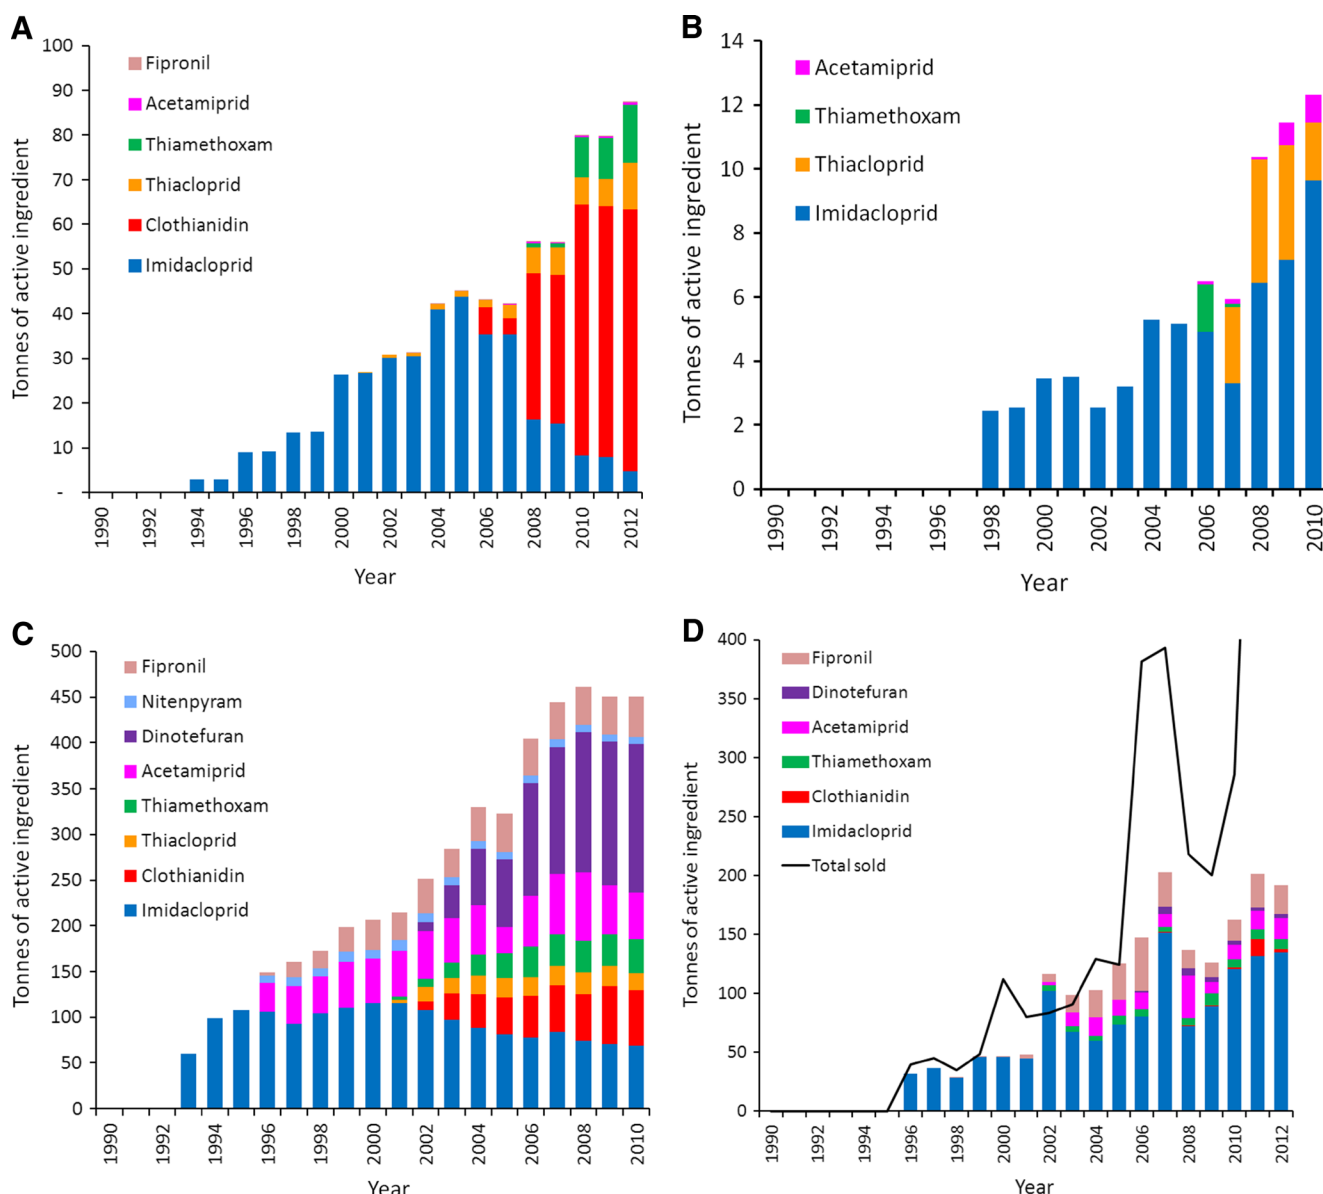 A
Tonnes of active ingredient
100
90
80
70
60
50
40
30
20
10
-
Fipronil
Acetamiprid
Thiamethoxam
Thiacloprid
Clothianidin
Imidacloprid
1990 1992 1994 1996 1998 2000 2002 2004 2006 2008 2010 2012
Year
B
Tonnes of active ingredient
14
12
10
8
6
4
2
0
Acetamiprid
Thiamethoxam
Thiacloprid
Imidacloprid
1990 1992 1994 1996 1998 2000 2002 2004 2006 2008 2010
Year
C
Tonnes of active ingredient
500
450
400
350
300
250
200
150
100
50
0
Fipronil
Nitenpyram
Dinotefuran
Acetamiprid
Thiamethoxam
Thiacloprid
Clothianidin
Imidacloprid
1990 1992 1994 1996 1998 2000 2002 2004 2006 2008 2010
Year
D
Tonnes of active ingredient
400
350
300
250
200
150
100
50
0
Fipronil
Dinotefuran
Acetamiprid
Thiamethoxam
Clothianidin
Imidacloprid
Total sold
1990 1992 1994 1996 1998 2000 2002 2004 2006 2008 2010 2012
Year